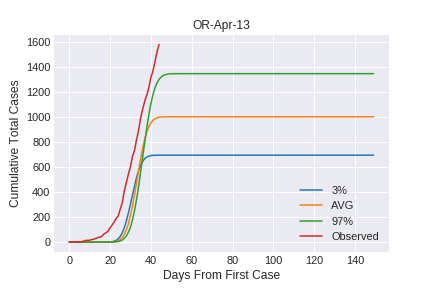 OR-Apr-13
1600
1400
1200
1000
800
600
400
200
0
Cumulative Total Cases
3%
AVG
97%
Observed
0 20 40 60 80 100 120 140
Days From First Case